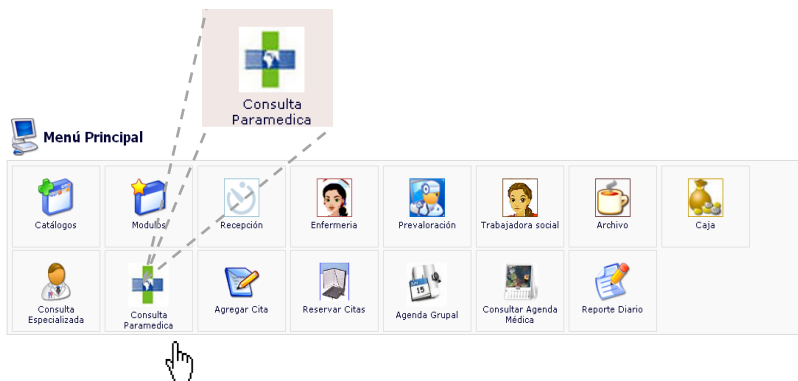 Consulta
Paramedica
Menú Principal
Catálogos
Modulos
Recepción
Enfermeria
Prevaloración
Trabajadora social
Archivo
Caja
Consulta
Especializada
Consulta
Paramedica
Agregar Cita
Reservar Citas
15
Agenda Grupal
Consultar Agenda
Médica
Reporte Diario